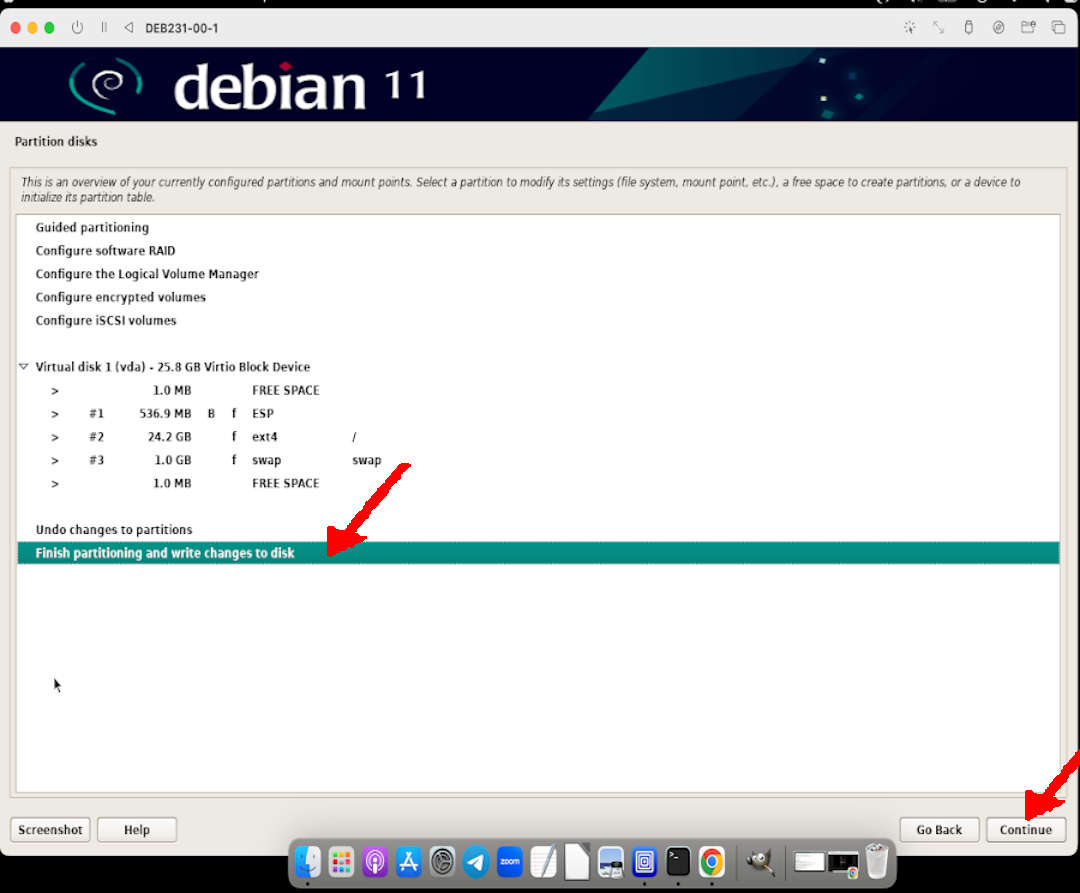 DEB231-00-1
debian 11
Partition disks
This is an overview of your currently configured partitions and mount points. Select a partition to modify its settings (file system, mount point, etc.), a free space to create partitions, or a device to
initialize its partition table.
Guided partitioning
Configure software RAID
Configure the Logical Volume Manager
Configure encrypted volumes
Configure iSCSI volumes
Virtual disk 1 (vda) - 25.8 GB Virtio Block Device
> 1.0 MB FREE SPACE
> #1 536.9 MB B f ESP
> #2 24.2 GB f ext4 /
> #3 1.0 GB f swap swap
> 1.0 MB FREE SPACE
Undo changes to partitions
Finish partitioning and write changes to disk
Screenshot Help Go Back Continue
zoom